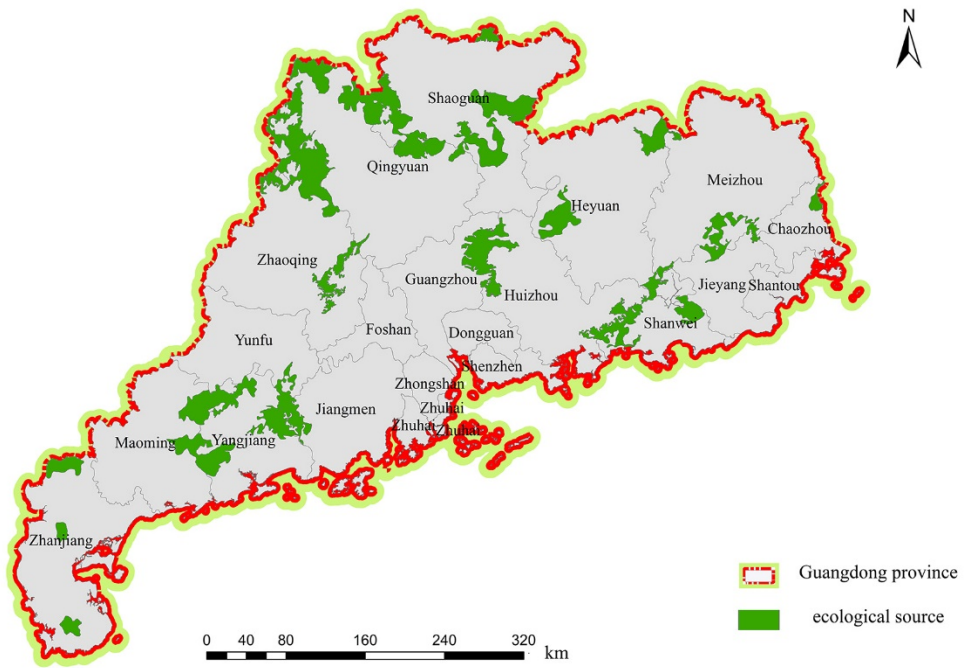 N
Shaoguan
Qingyuan
Meizhou
Heyuan
Chaozhou
Zhaoqing
Guangzhou
Huizhou
Jieyang
Shantou
Shanwei
Foshan
Dongguan
Yunfu
Shenzhen
Zhongshan
Jiangmen
Zhuhai
Zhuhai
Zhuhai
Maoming
Yangjiang
Zhanjiang
Guangdong province
ecological source
0 20 40 80 160 240 320
km